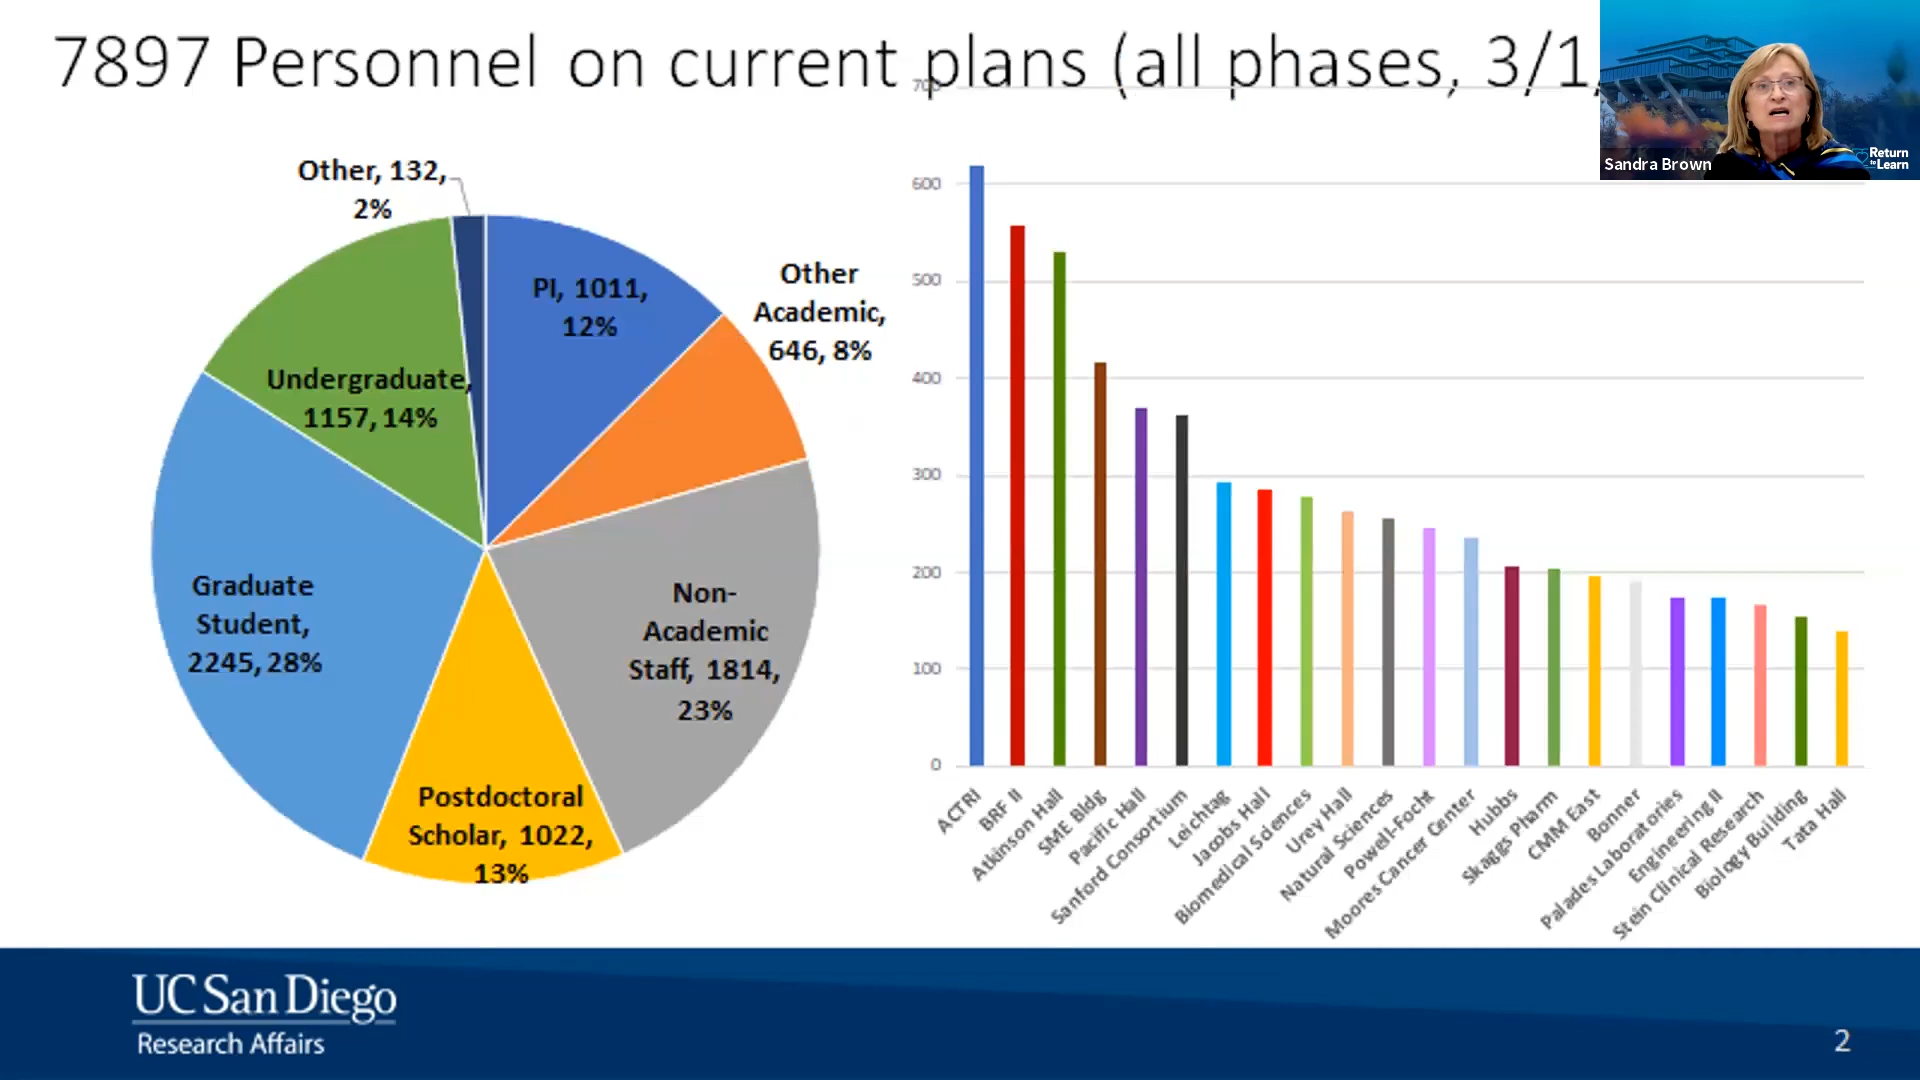 7897 Personnel on current plans (all phases, 3/1,
Sandra Brown
Return
to Learn
Other, 132,
2%
PI, 1011,
12%
Other
Academic,
646, 8%
Undergraduate,
1157, 14%
Graduate
Student,
2245, 28%
Non-
Academic
Staff, 1814,
23%
Postdoctoral
Scholar, 1022,
13%
700
600
500
400
300
200
100
0
ACTRI
BRF II
Atkinson Hall
SME Bldg
Pacific Hall
Sanford Consortium
Leichtag
Jacobs Hall
Biomedical Sciences
Urey Hall
Natural Sciences
Powell-Focht
Moores Cancer Center
Hubbs
Skaggs Pharm
CMM East
Bonner
Palades Laboratories
Engineering II
Stein Clinical Research
Biology Building
Tata Hall
UC San Diego
Research Affairs
2